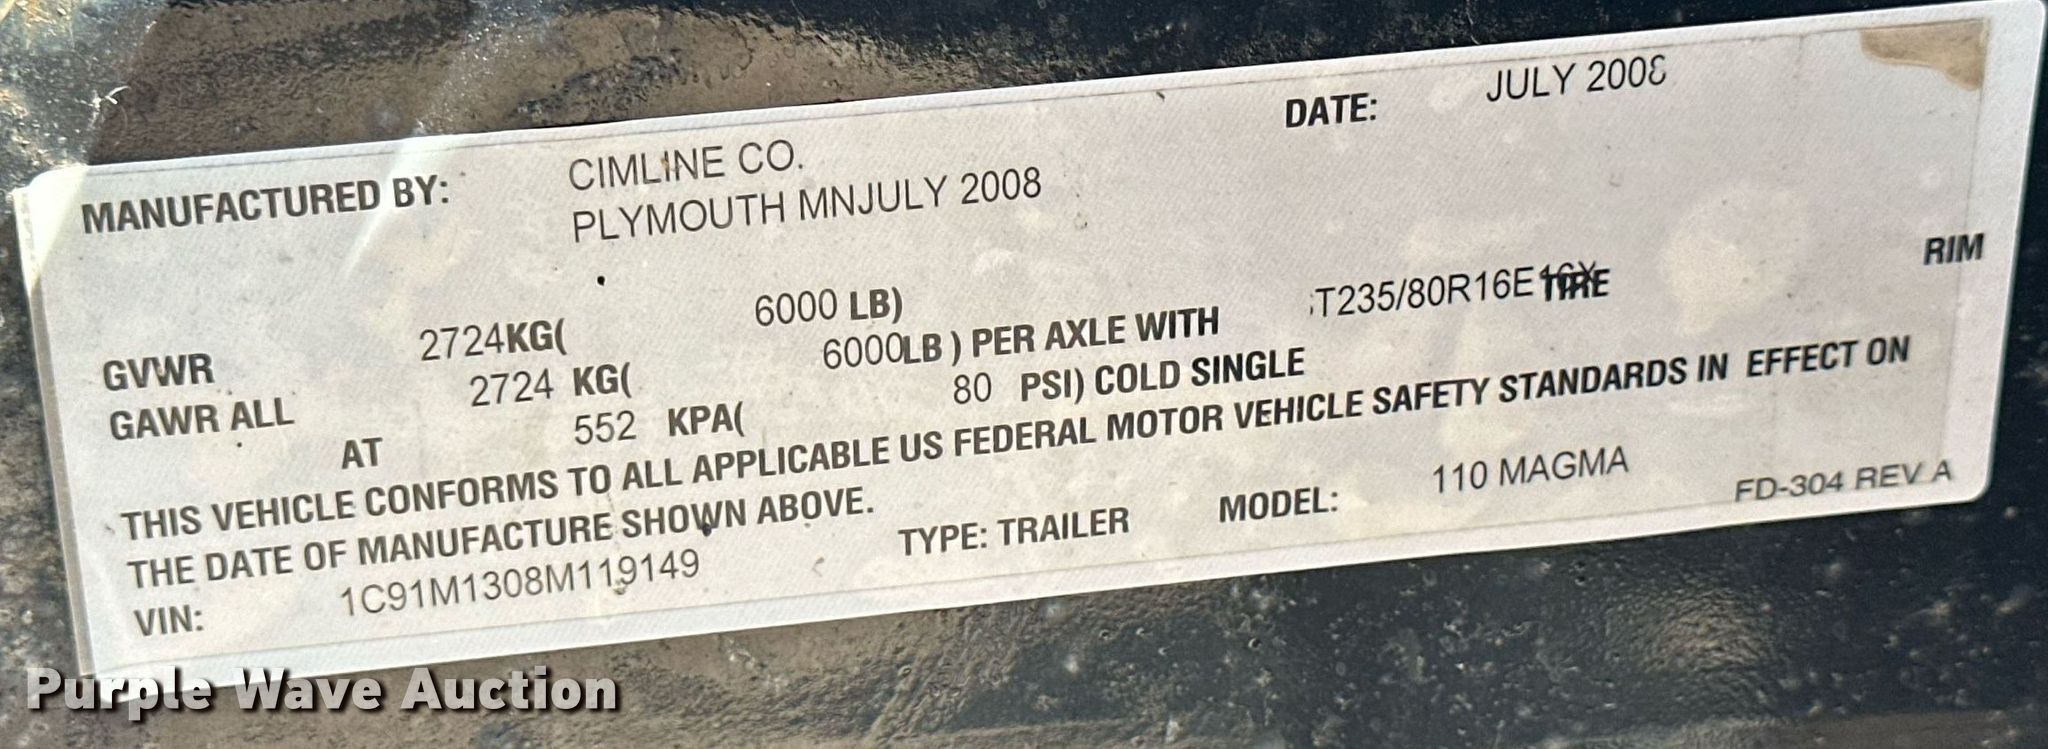 DATE: JULY 2008
MANUFACTURED BY: CIMLINE CO.
PLYMOUTH MNJULY 2008
GVWR 2724KG( 6000 LB)
GAWR ALL 2724 KG( 6000LB ) PER AXLE WITH ST235/80R16E TIRE RIM
AT 552 KPA( 80 PSI) COLD SINGLE
THIS VEHICLE CONFORMS TO ALL APPLICABLE US FEDERAL MOTOR VEHICLE SAFETY STANDARDS IN EFFECT ON
THE DATE OF MANUFACTURE SHOWN ABOVE.
VIN: 1C91M1308M119149 TYPE: TRAILER MODEL: 110 MAGMA FD-304 REV A
Purple Wave Auction